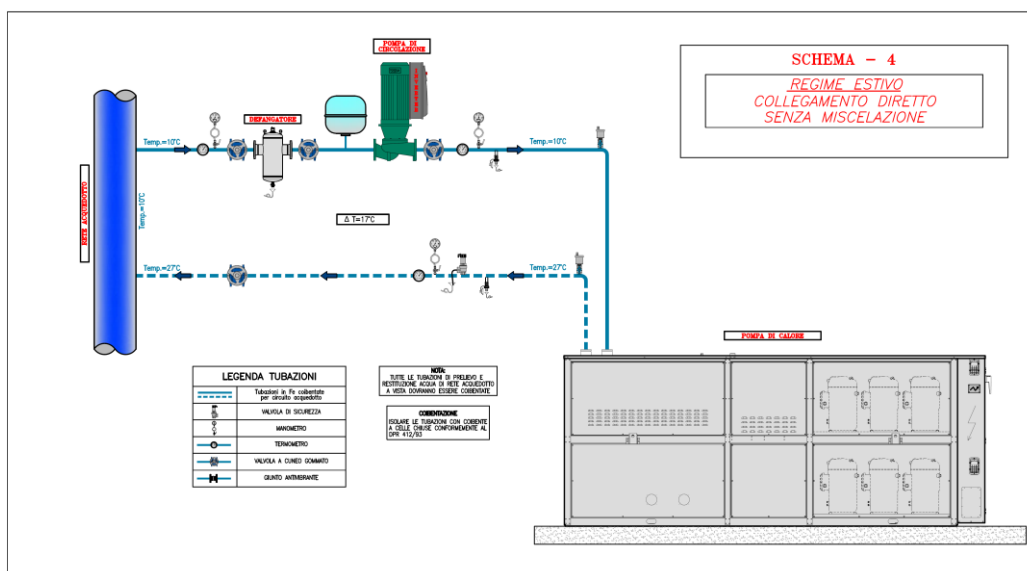 SCHEMA - 4
REGIME ESTIVO
COLLEGAMENTO DIRETTO
SENZA MISCELAZIONE
POMPA DI
CIRCOLAZIONE
DEFANGATORE
Temp.=10°C
Temp.=10°C
RETE ACQUEDOTTO
Temp.=10°C
Δ T=17°C
Temp.=27°C
Temp.=27°C
POMPA DI CALORE
LEGENDA TUBAZIONI
Tubazioni in Fe coibentate
per circuito acquedotto
VALVOLA DI SICUREZZA
MANOMETRO
TERMOMETRO
VALVOLA A CUNEO GOMMATO
GIUNTO ANTIVIBRANTE
NOTA:
TUTTE LE TUBAZIONI DI PRELIEVO E
RESTITUZIONE ACQUA DI RETE ACQUEDOTTO
A VISTA DOVRANNO ESSERE COIBENTATE
COIBENTAZIONE
ISOLARE LE TUBAZIONI CON COIBENTE
A CELLE CHIUSE CONFORMEMENTE AL
DPR 412/93